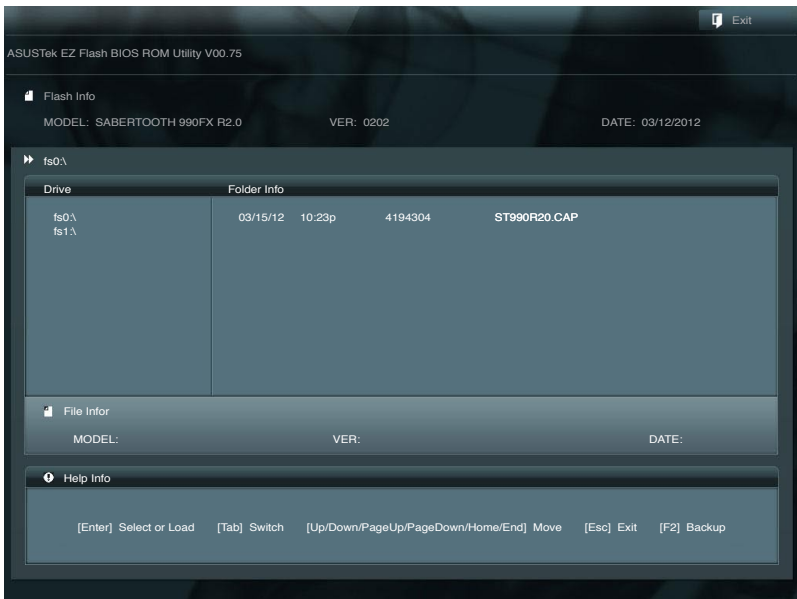 Exit
ASUSTek EZ Flash BIOS ROM Utility V00.75
Flash Info
MODEL: SABERTOOTH 990FX R2.0 VER: 0202 DATE: 03/12/2012
fs0:\
Drive Folder Info
fs0:\ 03/15/12 10:23p 4194304 ST990R20.CAP
fs1:\
File Infor
MODEL: VER: DATE:
Help Info
[Enter] Select or Load [Tab] Switch [Up/Down/PageUp/PageDown/Home/End] Move [Esc] Exit [F2] Backup